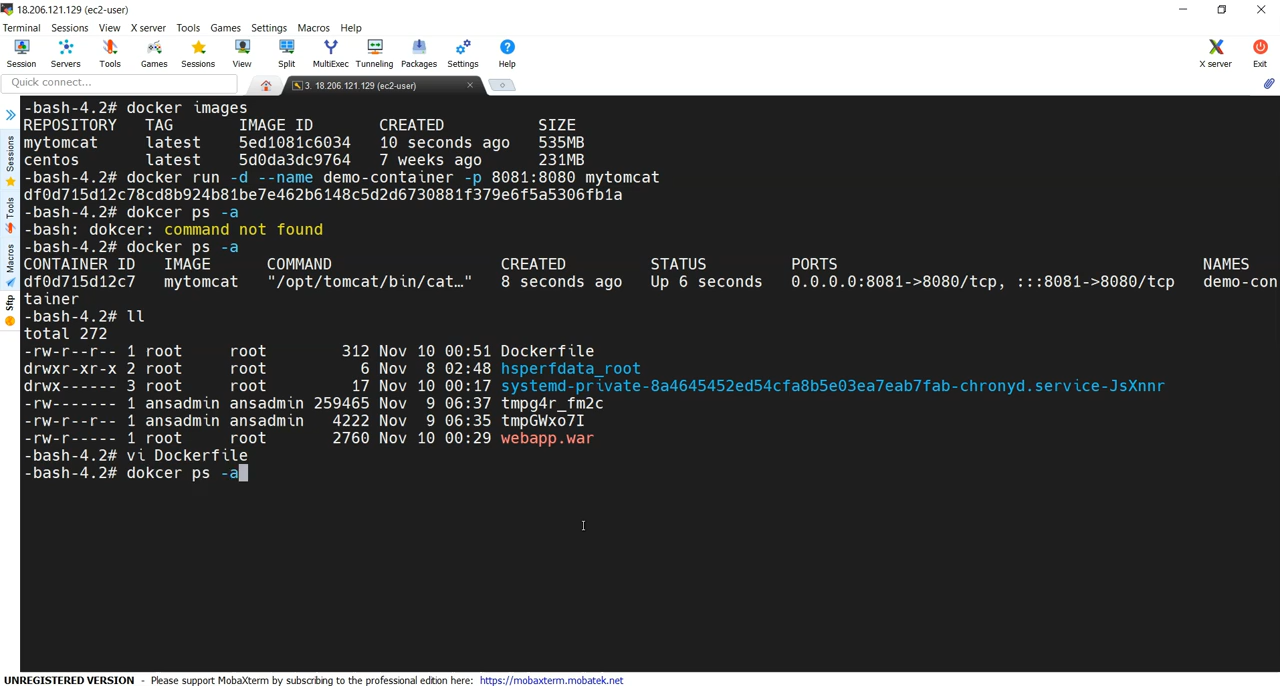 18.206.121.129 (ec2-user)
Terminal Sessions View X server Tools Games Settings Macros Help
Session Servers Tools Games Sessions View Split MultiExec Tunneling Packages Settings Help X server Exit
Quick connect... 3. 18.206.121.129 (ec2-user)
Sessions
Tools
Macros
Sftp
-bash-4.2# docker images
REPOSITORY TAG IMAGE ID CREATED SIZE
mytomcat latest 5ed1081c6034 10 seconds ago 535MB
centos latest 5d0da3dc9764 7 weeks ago 231MB
-bash-4.2# docker run -d --name demo-container -p 8081:8080 mytomcat
df0d715d12c78cd8b924b81be7e462b6148c5d2d6730881f379e6f5a5306fb1a
-bash-4.2# dokcer ps -a
-bash: dokcer: command not found
-bash-4.2# docker ps -a
CONTAINER ID IMAGE COMMAND CREATED STATUS PORTS NAMES
df0d715d12c7 mytomcat "/opt/tomcat/bin/cat…" 8 seconds ago Up 6 seconds 0.0.0.0:8081->8080/tcp, :::8081->8080/tcp demo-con
tainer
-bash-4.2# ll
total 272
-rw-r--r-- 1 root root 312 Nov 10 00:51 Dockerfile
drwxr-xr-x 2 root root 6 Nov 8 02:48 hsperfdata_root
drwx------ 3 root root 17 Nov 10 00:17 systemd-private-8a4645452ed54cfa8b5e03ea7eab7fab-chronyd.service-JsXnnr
-rw------- 1 ansadmin ansadmin 259465 Nov 9 06:37 tmpg4r_fm2c
-rw-r--r-- 1 ansadmin ansadmin 4222 Nov 9 06:35 tmpGWxo7I
-rw-r----- 1 root root 2760 Nov 10 00:29 webapp.war
-bash-4.2# vi Dockerfile
-bash-4.2# dokcer ps -a
UNREGISTERED VERSION - Please support MobaXterm by subscribing to the professional edition here: https://mobaxterm.mobatek.net